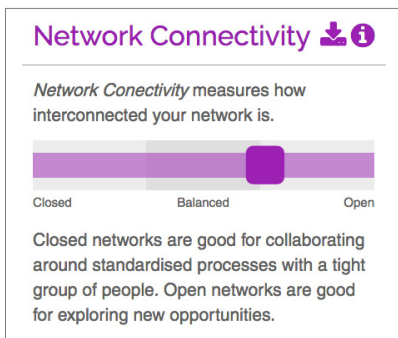 Network Connectivity
Network Conectivity measures how
interconnected your network is.
Closed Balanced Open
Closed networks are good for collaborating
around standardised processes with a tight
group of people. Open networks are good
for exploring new opportunities.